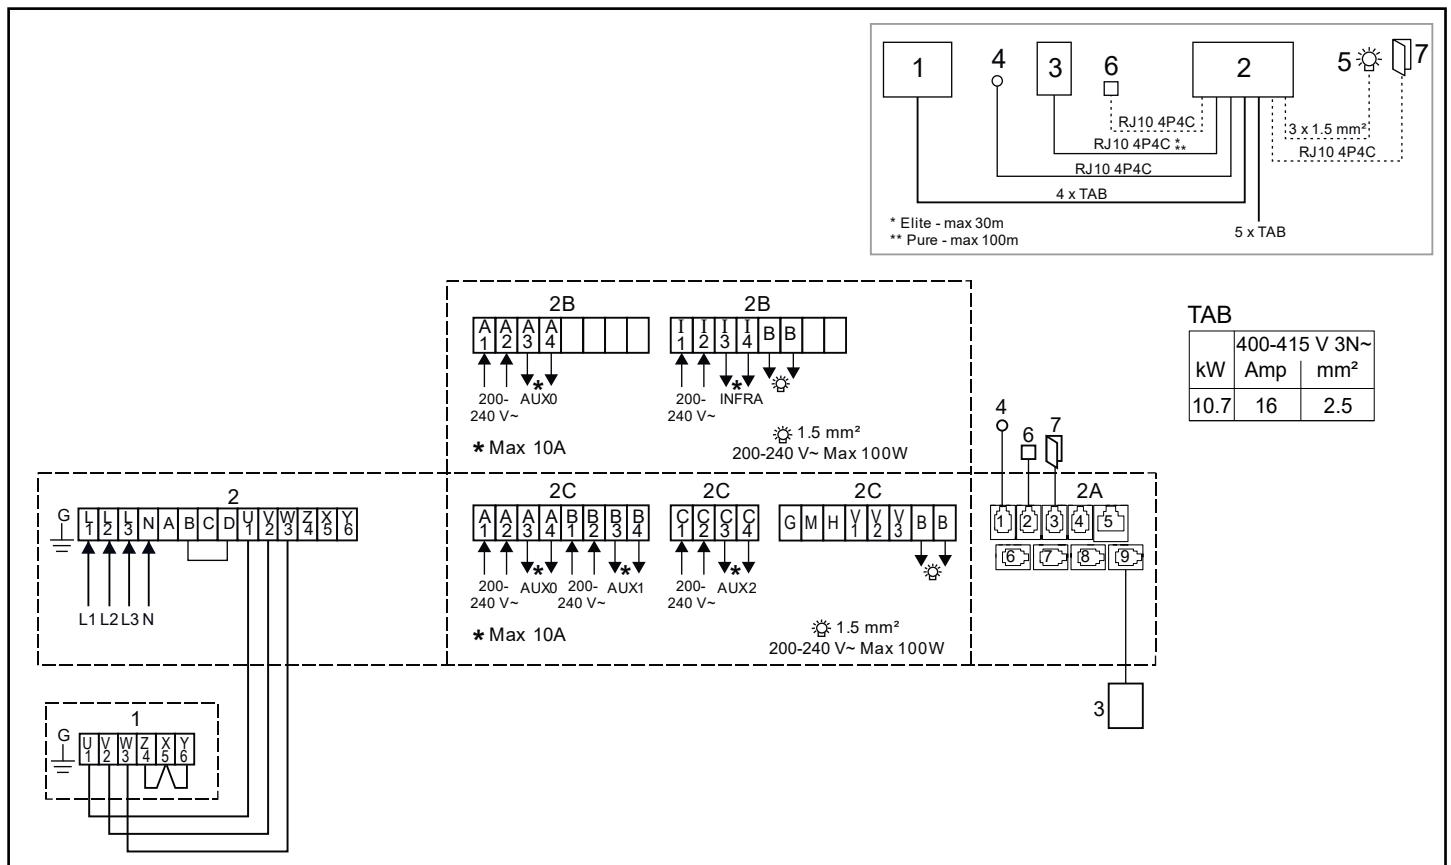 1 4 3 6 2 5 7
RJ10 4P4C
3 x 1.5 mm²
RJ10 4P4C *
**
RJ10 4P4C
RJ10 4P4C
4 x TAB
* Elite - max 30m
** Pure - max 100m
5 x TAB
2B 2B
A1 A2 A3 A4
I1 I2 I3 I4 B B
200-240 V~ * AUX0
200-240 V~ * INFRA
* Max 10A
1.5 mm²
200-240 V~ Max 100W
TAB
400-415 V 3N~
kW Amp mm²
10.7 16 2.5
4
6
7
2
G L1 L2 L3 N A B C D U1 V2 W3 Z4 X5 Y6
L1 L2 L3 N
2C 2C 2C
A1 A2 A3 A4 B1 B2 B3 B4
C1 C2 C3 C4
G M H V1 V2 V3 B B
200-240 V~ * AUX0 200-240 V~ * AUX1
200-240 V~ * AUX2
* Max 10A
1.5 mm²
200-240 V~ Max 100W
2A
1 2 3 4 5
6 7 8 9
3
1
G U1 V2 W3 Z4 X5 Y6